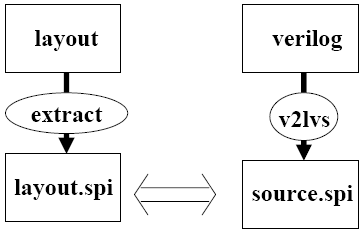 layout
verilog
extract
v2lvs
layout.spi
source.spi